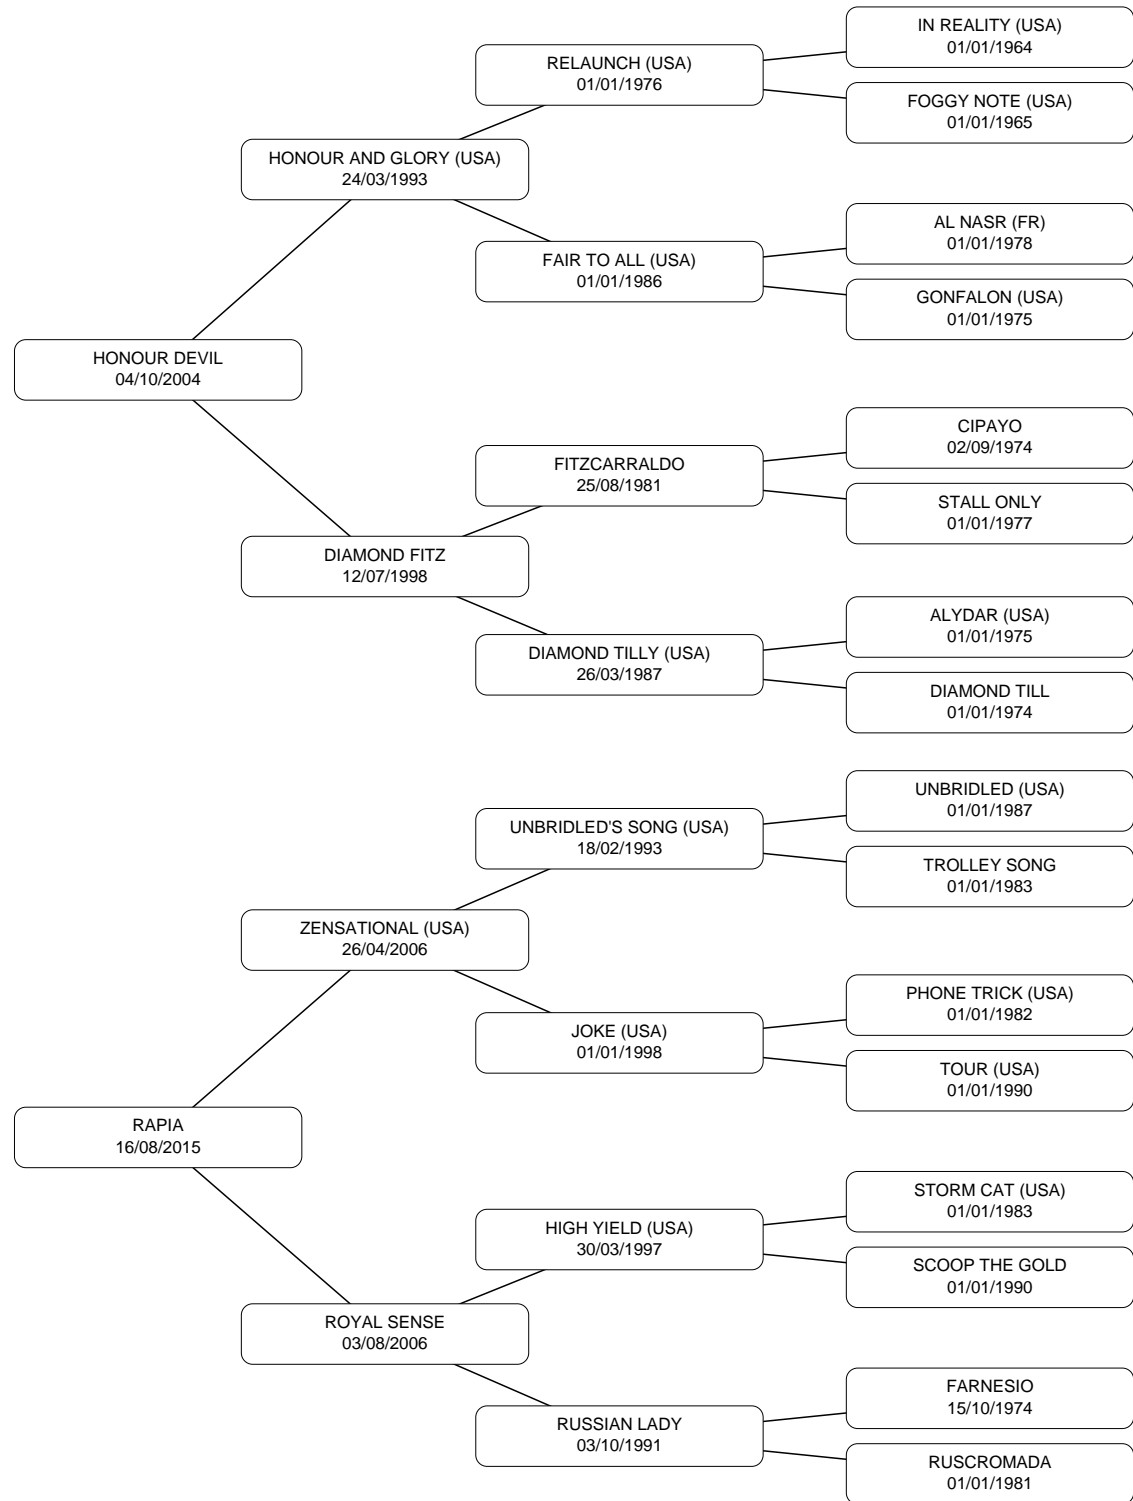 IN REALITY (USA)
01/01/1964
RELAUNCH (USA)
01/01/1976
FOGGY NOTE (USA)
01/01/1965
HONOUR AND GLORY (USA)
24/03/1993
AL NASR (FR)
01/01/1978
FAIR TO ALL (USA)
01/01/1986
GONFALON (USA)
01/01/1975
HONOUR DEVIL
04/10/2004
CIPAYO
02/09/1974
FITZCARRALDO
25/08/1981
STALL ONLY
01/01/1977
DIAMOND FITZ
12/07/1998
ALYDAR (USA)
01/01/1975
DIAMOND TILLY (USA)
26/03/1987
DIAMOND TILL
01/01/1974
UNBRIDLED (USA)
01/01/1987
UNBRIDLED'S SONG (USA)
18/02/1993
TROLLEY SONG
01/01/1983
ZENSATIONAL (USA)
26/04/2006
PHONE TRICK (USA)
01/01/1982
JOKE (USA)
01/01/1998
TOUR (USA)
01/01/1990
RAPIA
16/08/2015
STORM CAT (USA)
01/01/1983
HIGH YIELD (USA)
30/03/1997
SCOOP THE GOLD
01/01/1990
ROYAL SENSE
03/08/2006
FARNESIO
15/10/1974
RUSSIAN LADY
03/10/1991
RUSCROMADA
01/01/1981